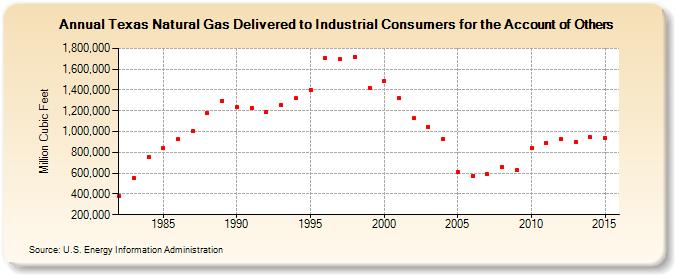 Annual Texas Natural Gas Delivered to Industrial Consumers for the Account of Others
Million Cubic Feet
1,800,000
1,600,000
1,400,000
1,200,000
1,000,000
800,000
600,000
400,000
200,000
1985 1990 1995 2000 2005 2010 2015
Source: U.S. Energy Information Administration